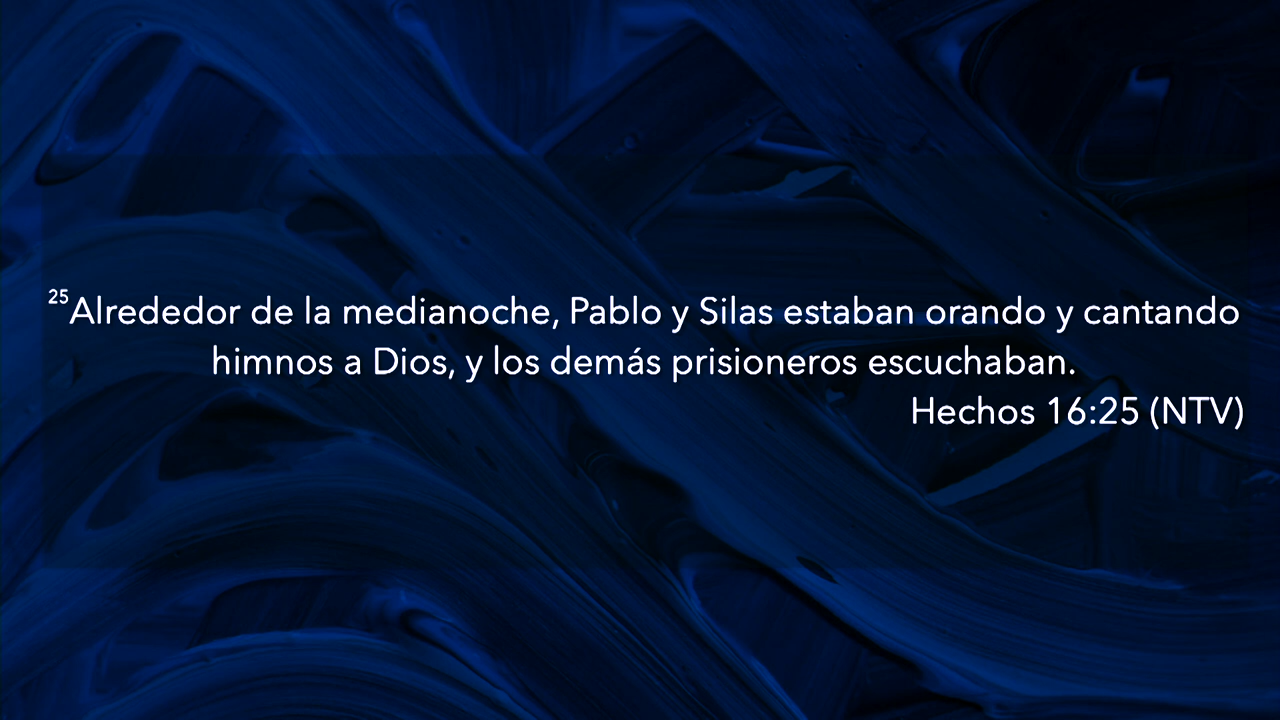 25Alrededor de la medianoche, Pablo y Silas estaban orando y cantando
himnos a Dios, y los demás prisioneros escuchaban.
Hechos 16:25 (NTV)